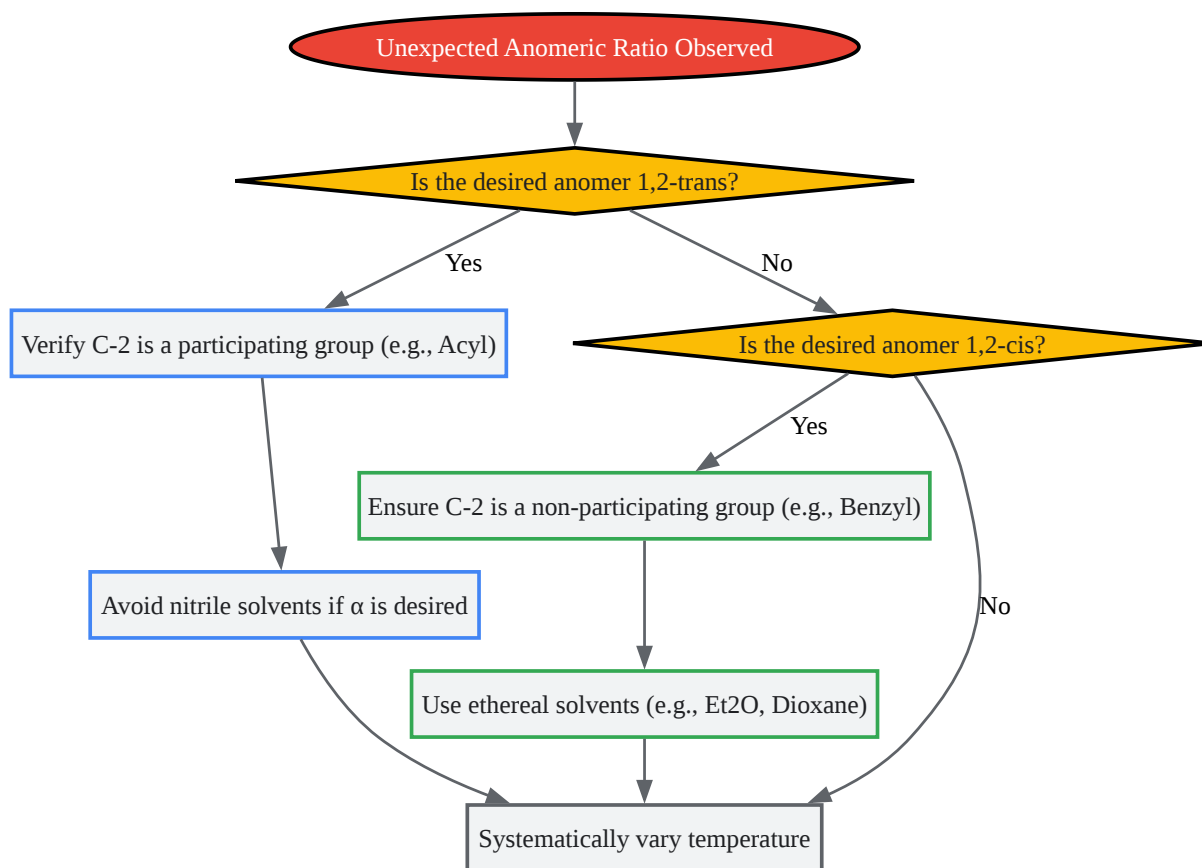 Unexpected Anomeric Ratio Observed
Is the desired anomer 1,2-trans?
Yes
No
Verify C-2 is a participating group (e.g., Acyl)
Is the desired anomer 1,2-cis?
Yes
Ensure C-2 is a non-participating group (e.g., Benzyl)
Avoid nitrile solvents if α is desired
No
Use ethereal solvents (e.g., Et2O, Dioxane)
Systematically vary temperature